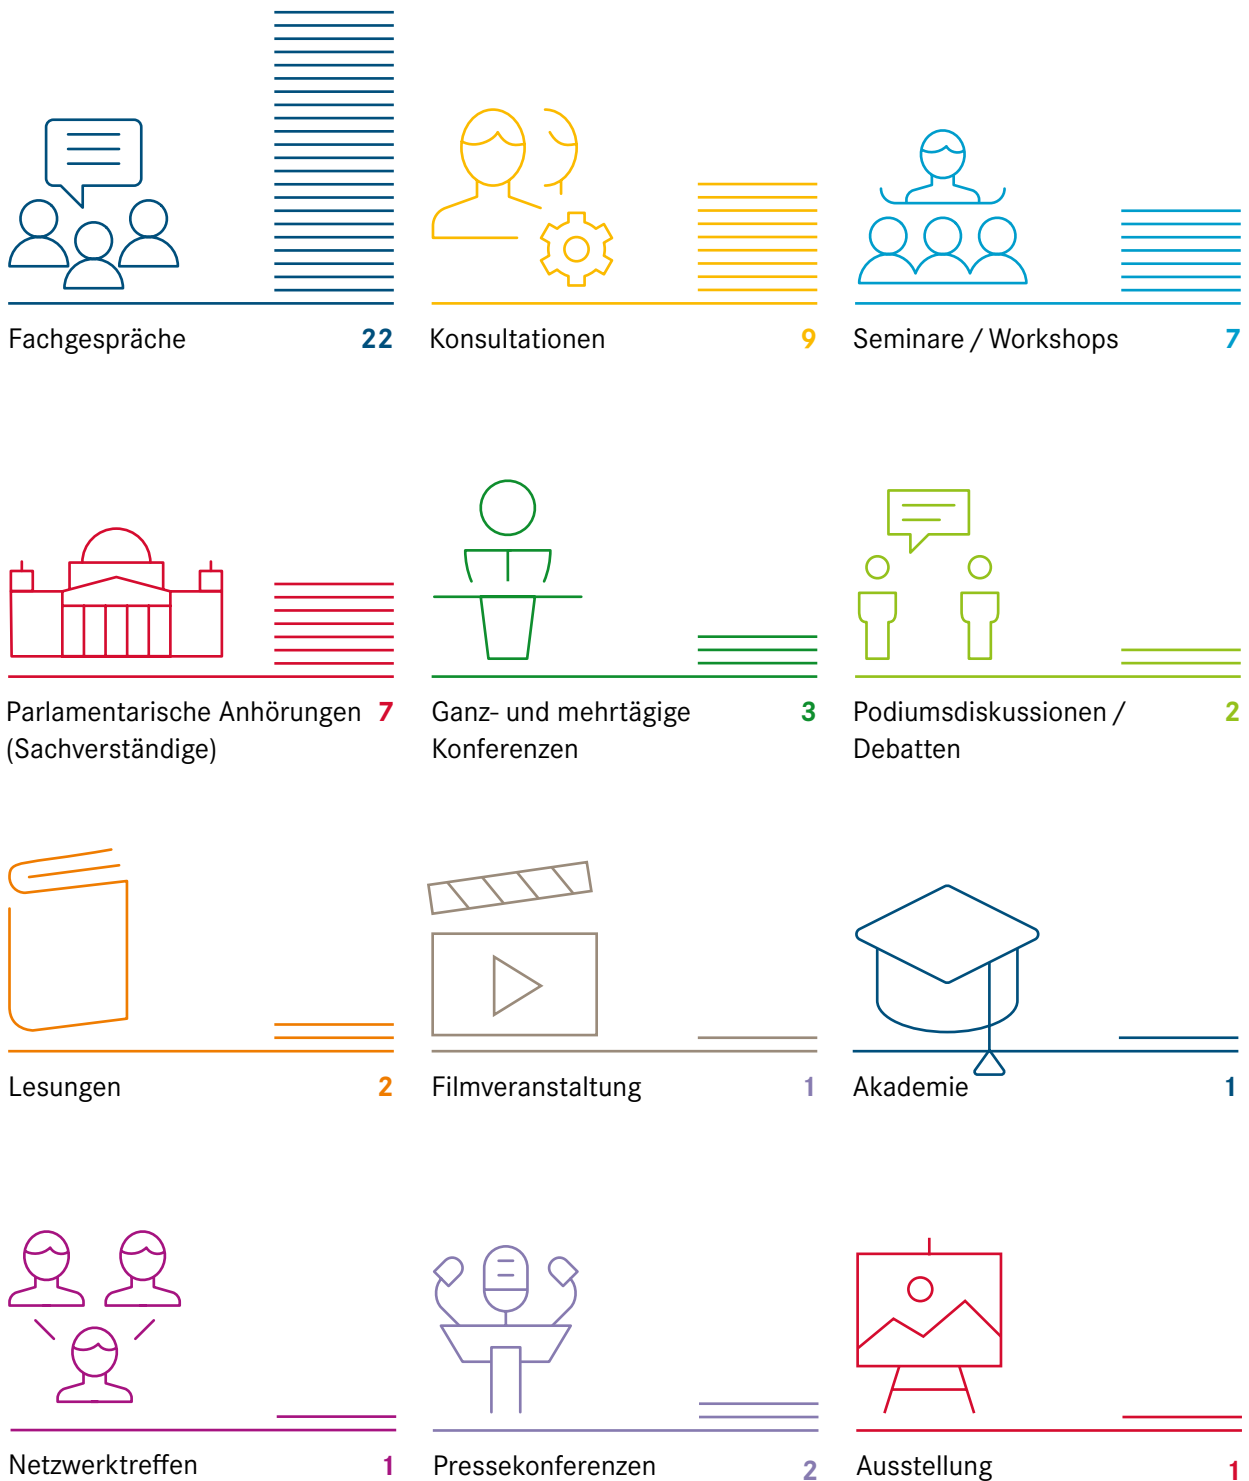 Fachgespräche 22
Konsultationen 9
Seminare / Workshops 7
Parlamentarische Anhörungen 7
(Sachverständige)
Ganz- und mehrtägige 3
Konferenzen
Podiumsdiskussionen / 2
Debatten
Lesungen 2
Filmveranstaltung 1
Akademie 1
Netzwerktreffen 1
Pressekonferenzen 2
Ausstellung 1